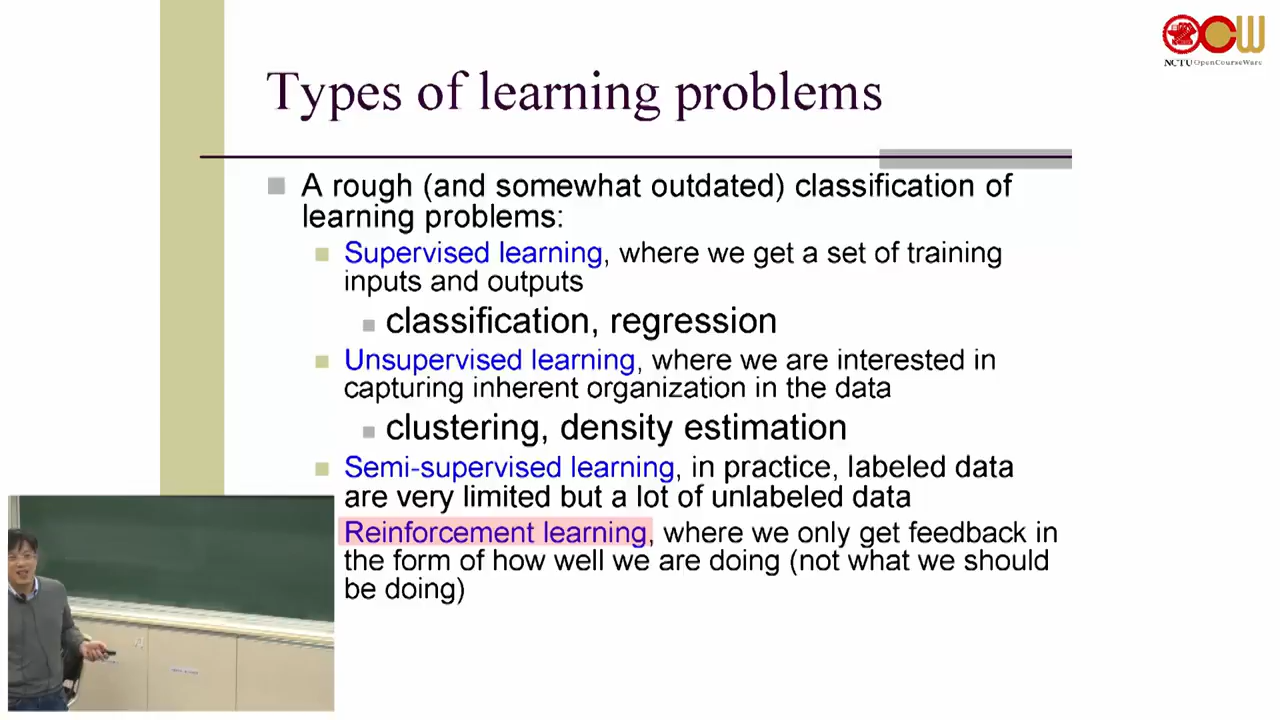 OCW
NCTU OpenCourseWare
Types of learning problems
A rough (and somewhat outdated) classification of
learning problems:
Supervised learning, where we get a set of training
inputs and outputs
classification, regression
Unsupervised learning, where we are interested in
capturing inherent organization in the data
clustering, density estimation
Semi-supervised learning, in practice, labeled data
are very limited but a lot of unlabeled data
Reinforcement learning, where we only get feedback in
the form of how well we are doing (not what we should
be doing)